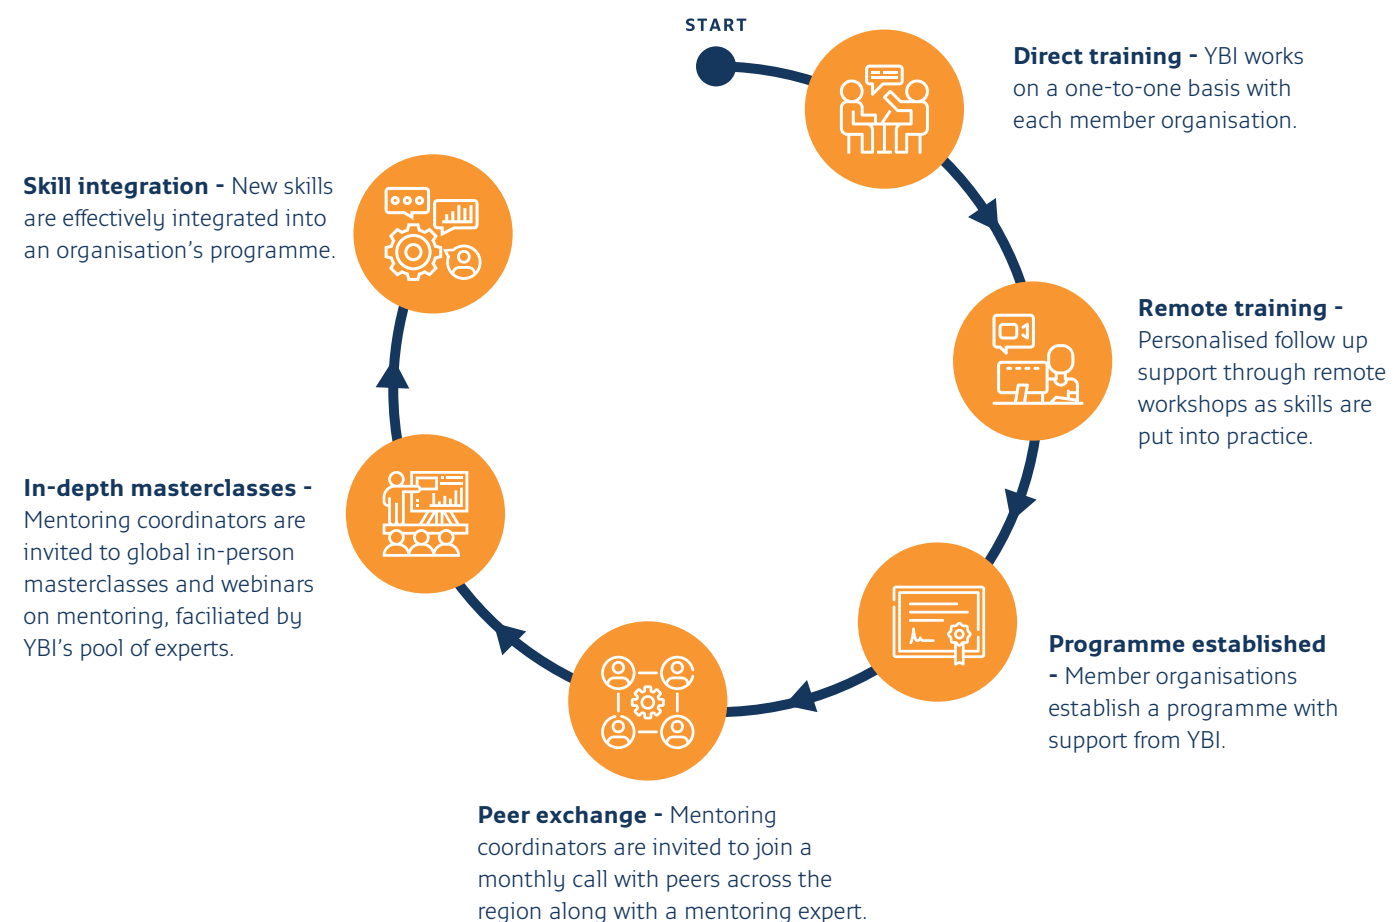 START
Direct training - YBI works
on a one-to-one basis with
each member organisation.
Remote training -
Personalised follow up
support through remote
workshops as skills are
put into practice.
Programme established
- Member organisations
establish a programme with
support from YBI.
Peer exchange - Mentoring
coordinators are invited to join a
monthly call with peers across the
region along with a mentoring expert.
In-depth masterclasses -
Mentoring coordinators are
invited to global in-person
masterclasses and webinars
on mentoring, faciliated by
YBI's pool of experts.
Skill integration - New skills
are effectively integrated into
an organisation's programme.